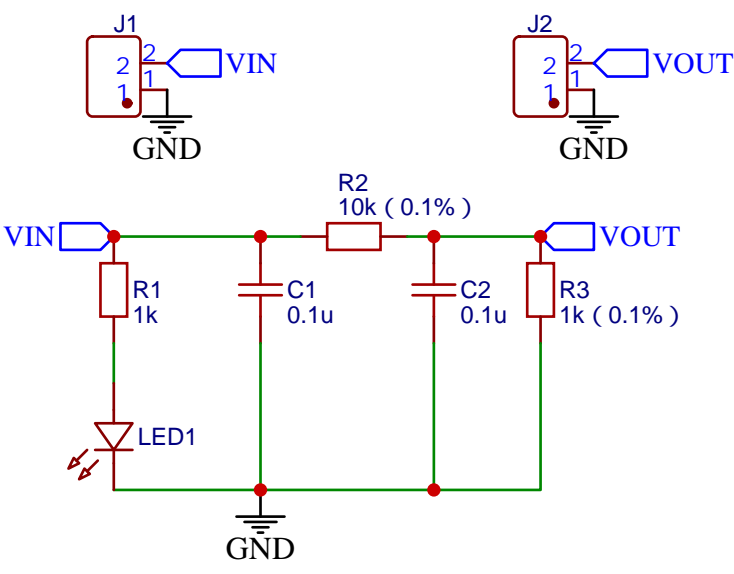 J1
2
2
VIN
1
1
GND
J2
2
2
VOUT
1
1
GND
R2
10k ( 0.1% )
VIN
VOUT
R1
1k
C1
0.1u
C2
0.1u
R3
1k ( 0.1% )
LED1
GND